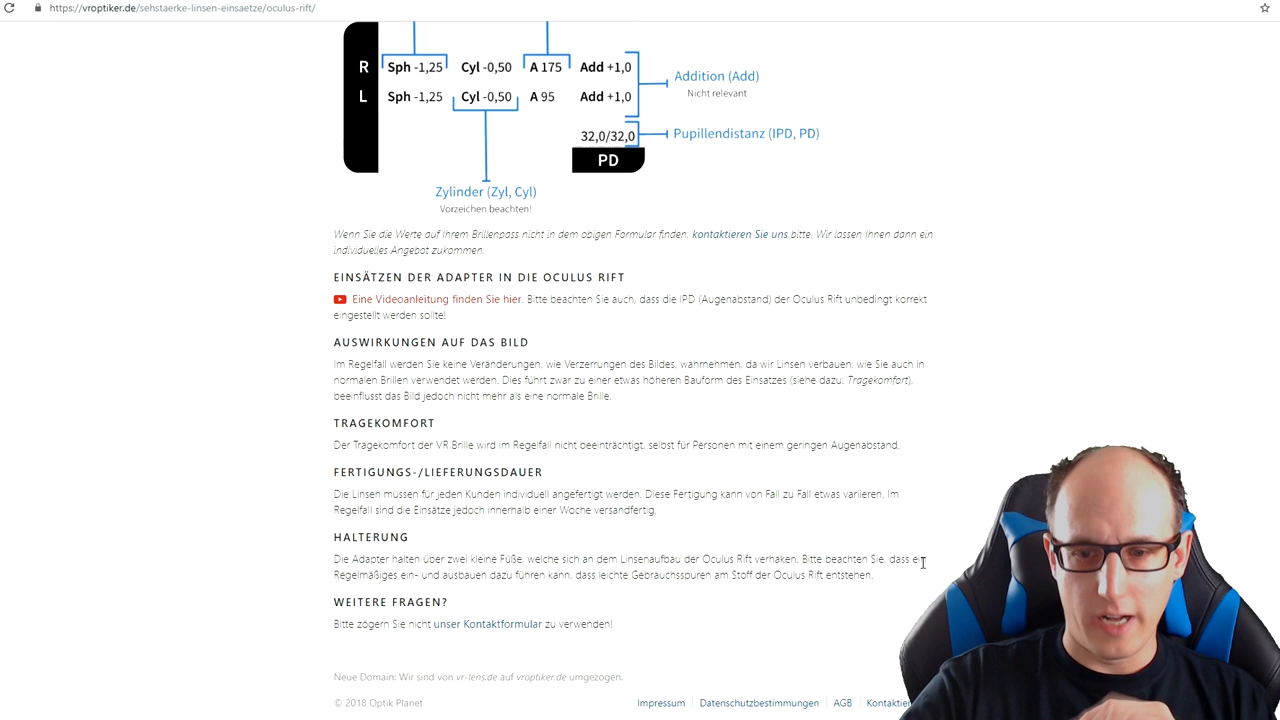 https://vroptiker.de/sehstaerke-linsen-einsaetze/oculus-rift/
R Sph -1,25 Cyl -0,50 A 175 Add +1,0
Addition (Add)
Nicht relevant
L Sph -1,25 Cyl -0,50 A 95 Add +1,0
32,0/32,0 Pupillendistanz (IPD, PD)
PD
Zylinder (Zyl, Cyl)
Vorzeichen beachten!
Wenn Sie die Werte auf Ihrem Brillenpass nicht in dem obigen Formular finden, kontaktieren Sie uns bitte. Wir lassen Ihnen dann ein
individuelles Angebot zukommen.
EINSÄTZEN DER ADAPTER IN DIE OCULUS RIFT
Eine Videoanleitung finden Sie hier. Bitte beachten Sie auch, dass die IPD (Augenabstand) der Oculus Rift unbedingt korrekt
eingestellt werden sollte!
AUSWIRKUNGEN AUF DAS BILD
Im Regelfall werden Sie keine Veränderungen, wie Verzerrungen des Bildes, wahrnehmen, da wir Linsen verbauen, wie Sie auch in
normalen Brillen verwendet werden. Dies führt zwar zu einer etwas höheren Bauform des Einsatzes (siehe dazu: Tragekomfort),
beeinflusst das Bild jedoch nicht mehr als eine normale Brille.
TRAGEKOMFORT
Der Tragekomfort der VR Brille wird im Regelfall nicht beeinträchtigt, selbst für Personen mit einem geringen Augenabstand.
FERTIGUNGS-/LIEFERUNGSDAUER
Die Linsen müssen für jeden Kunden individuell angefertigt werden. Diese Fertigung kann von Fall zu Fall etwas variieren. Im
Regelfall sind die Einsätze jedoch innerhalb einer Woche versandfertig.
HALTERUNG
Die Adapter halten über zwei kleine Füße, welche sich an dem Linsenaufbau der Oculus Rift verhaken. Bitte beachten Sie, dass ein
Regelmäßiges ein- und ausbauen dazu führen kann, dass leichte Gebrauchsspuren am Stoff der Oculus Rift entstehen.
WEITERE FRAGEN?
Bitte zögern Sie nicht unser Kontaktformular zu verwenden!
Neue Domain: Wir sind von vr-lens.de auf vroptiker.de umgezogen.
© 2018 Optik Planet Impressum Datenschutzbestimmungen AGB